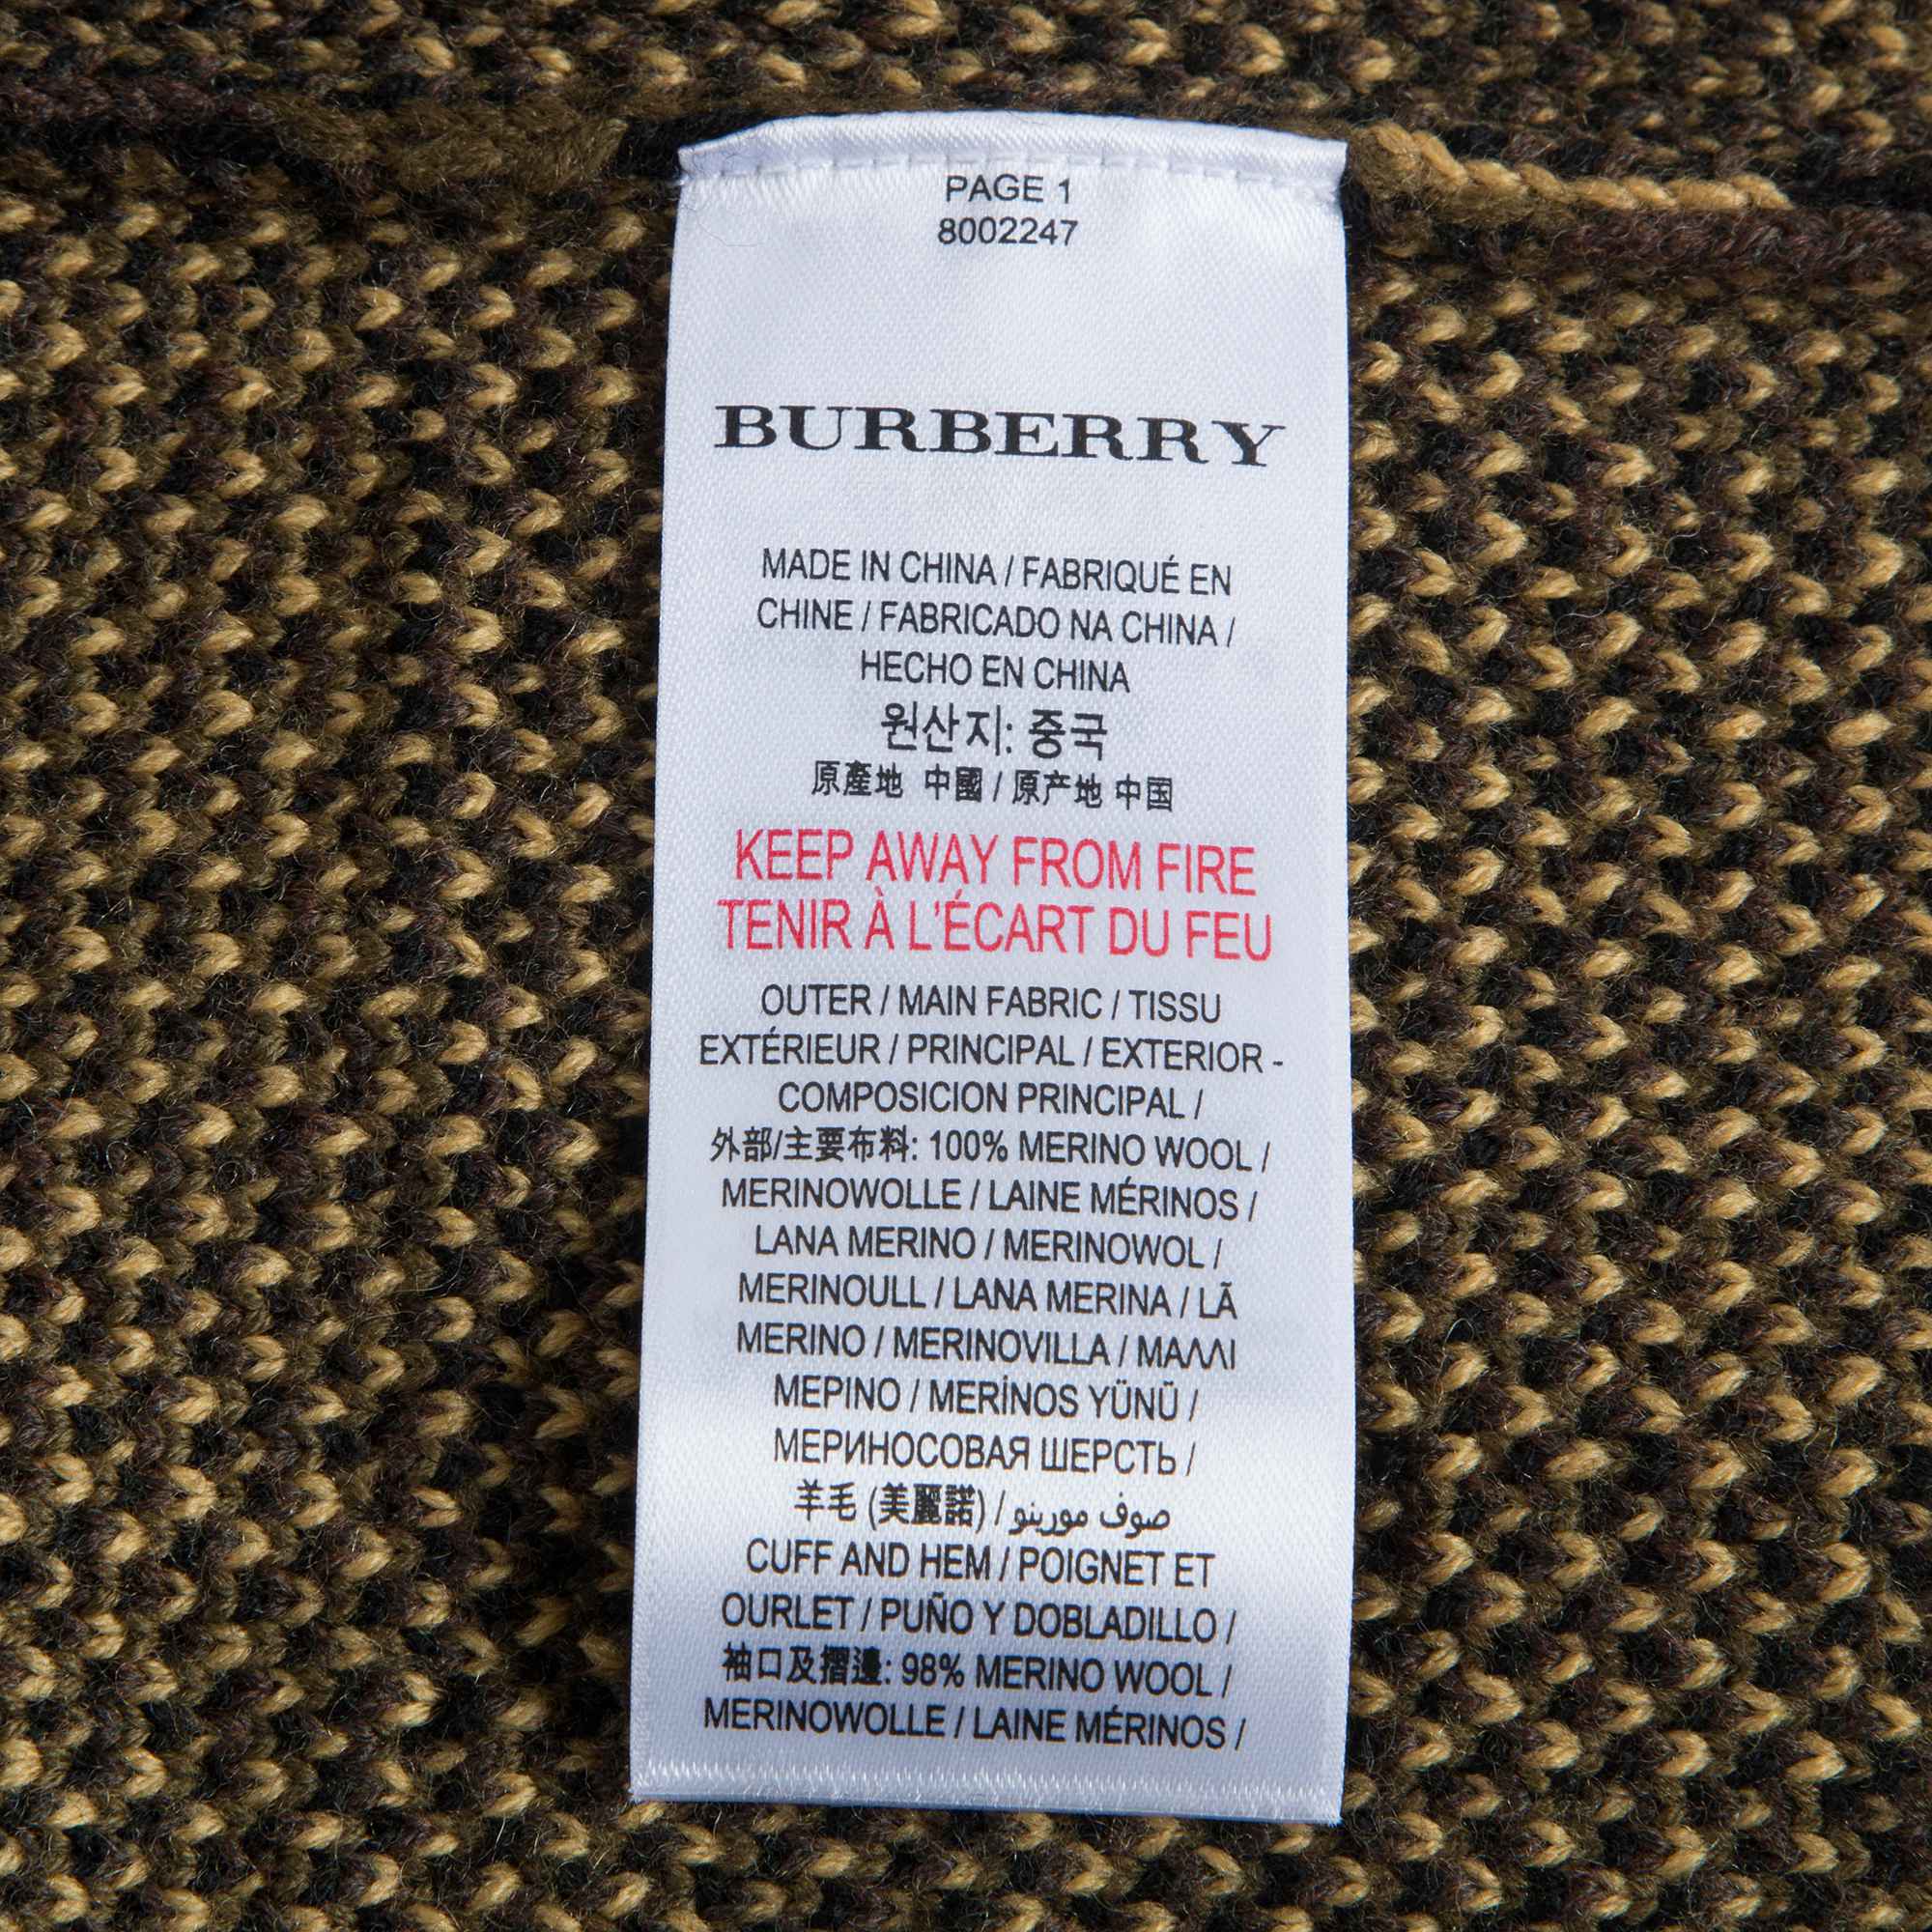 PAGE 1
8002247
BURBERRY
MADE IN CHINA / FABRIQUÉ EN
CHINE / FABRICADO NA CHINA /
HECHO EN CHINA
원산지: 중국
原產地 中國 / 原产地 中国
KEEP AWAY FROM FIRE
TENIR À L'ÉCART DU FEU
OUTER / MAIN FABRIC / TISSU
EXTÉRIEUR / PRINCIPAL / EXTERIOR -
COMPOSICION PRINCIPAL /
外部/主要布料: 100% MERINO WOOL /
MERINOWOLLE / LAINE MÉRINOS /
LANA MERINO / MERINOWOL /
MERINOULL / LANA MERINA / LÃ
MERINO / MERINOVILLA / ΜΑΛΛΙ
ΜΕΡΙΝΟ / MERİNOS YÜNÜ /
МЕРИНОСОВАЯ ШЕРСТЬ /
羊毛 (美麗諾) / صوف مورينو
CUFF AND HEM / POIGNET ET
OURLET / PUÑO Y DOBLADILLO /
袖口及摺邊: 98% MERINO WOOL /
MERINOWOLLE / LAINE MÉRINOS /